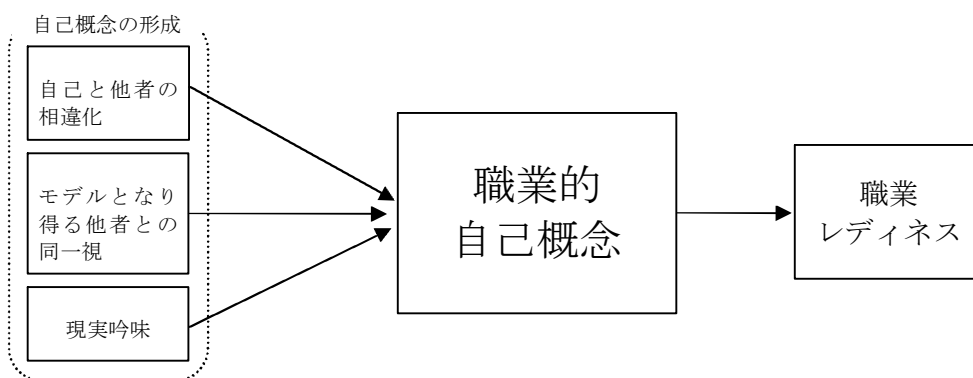 自己概念の形成
自己と他者の
相違化
モデルとなり
得る他者との
同一視
現実吟味
職業的
自己概念
職業
レディネス